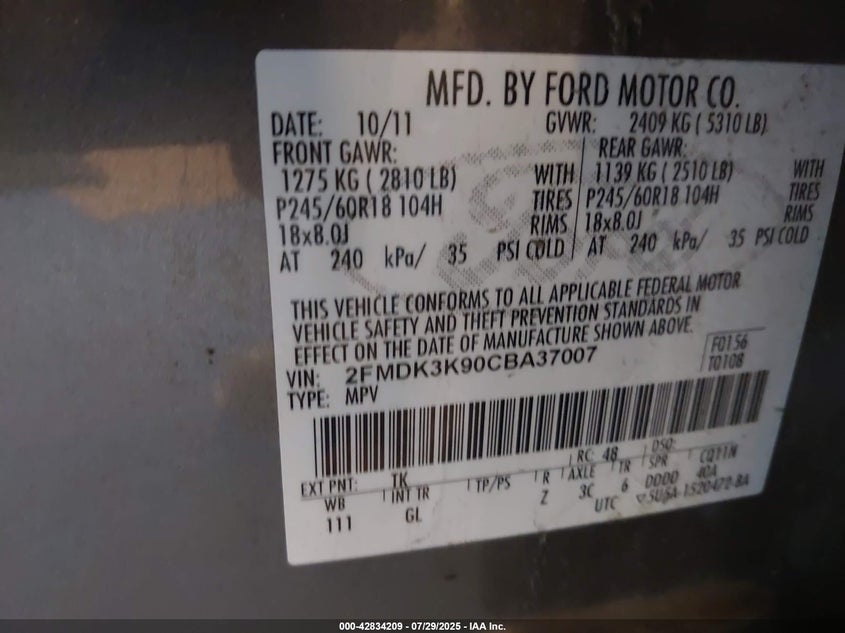 MFD. BY FORD MOTOR CO.
DATE: 10/11 GVWR: 2409 KG ( 5310 LB)
FRONT GAWR: REAR GAWR:
1275 KG ( 2810 LB) WITH 1139 KG ( 2510 LB) WITH
P245/60R18 104H TIRES P245/60R18 104H TIRES
18x8.0J RIMS 18x8.0J RIMS
AT 240 kPa/ 35 PSI COLD AT 240 kPa/ 35 PSI COLD
THIS VEHICLE CONFORMS TO ALL APPLICABLE FEDERAL MOTOR
VEHICLE SAFETY AND THEFT PREVENTION STANDARDS IN
EFFECT ON THE DATE OF MANUFACTURE SHOWN ABOVE.
VIN: 2FMDK3K90CBA37007 F0156
TYPE: MPV T0108
RC: 48 DSO:
EXT PNT: TK CQ11N
WB INT TR TP/PS R AXLE TR SPR 40A
111 GL Z 3C 6 DDDD
UTC
000-42834209 - 07/29/2025 - IAA Inc.